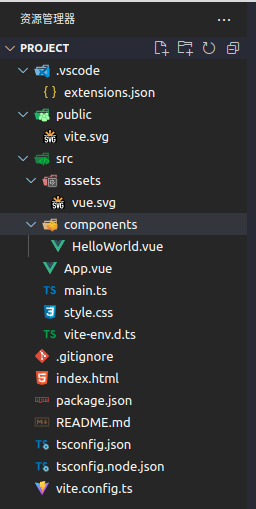 资源管理器
PROJECT
.vscode
extensions.json
public
vite.svg
src
assets
vue.svg
components
HelloWorld.vue
App.vue
main.ts
style.css
vite-env.d.ts
.gitignore
index.html
package.json
README.md
tsconfig.json
tsconfig.node.json
vite.config.ts